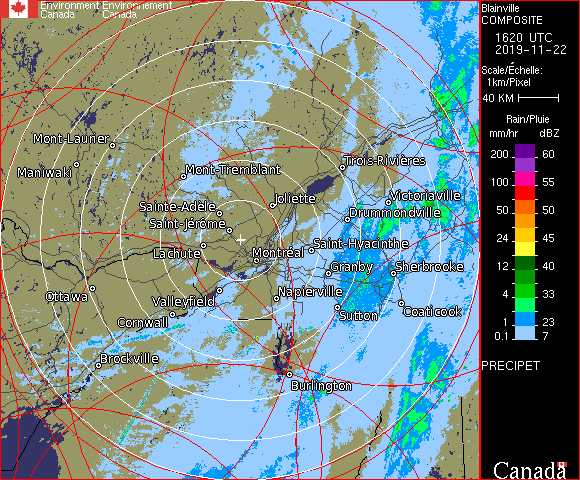 Environment Environnement
Canada Canada
Blainville
COMPOSITE
1620 UTC
2019-11-22
Scale/Échelle:
1km/Pixel
40 KM
Rain/Pluie
mm/hr dBZ
200 60
100 55
50 50
24 45
12 40
4 33
1 23
0.1 7
PRECIPET
Canada
Mont-Laurier
Maniwaki
Mont-Tremblant
Trois-Rivières
Joliette
Victoriaville
Sainte-Adele
Drummondville
Saint-Jérôme
Saint-Hyacinthe
Lachute
Montréal
Granby
Sherbrooke
Ottawa
Valleyfield
Napierville
Sutton
Coaticook
Cornwall
Brockville
Burlington